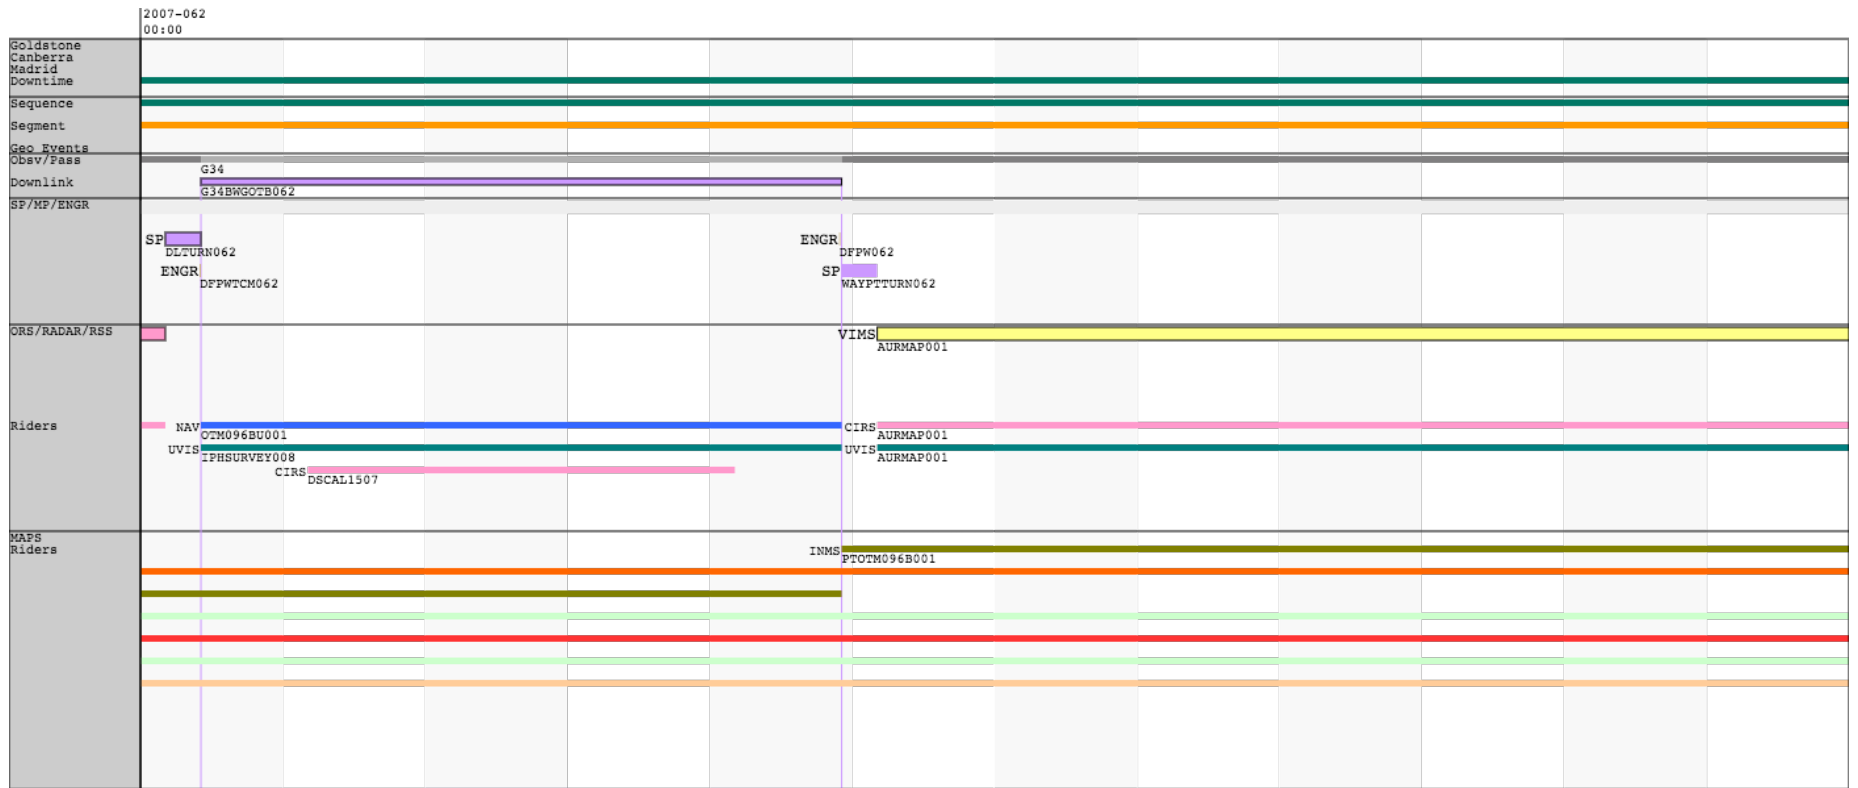 2007-062
00:00
Goldstone
Canberra
Madrid
Downtime
Sequence
Segment
Geo Events
Obsv/Pass
G34
Downlink
G34BWGOTB062
SP/MP/ENGR
SP
ENGR
DLTURN062
DFPW062
ENGR
SP
DFPWTCM062
WAYPTTURN062
ORS/RADAR/RSS
VIMS
AURMAP001
Riders
NAV
CIRS
OTM096BU001
AURMAP001
UVIS
UVIS
IPHSURVEY008
AURMAP001
CIRS
DSCAL1507
MAPS
Riders
INMS
PTOTM096B001